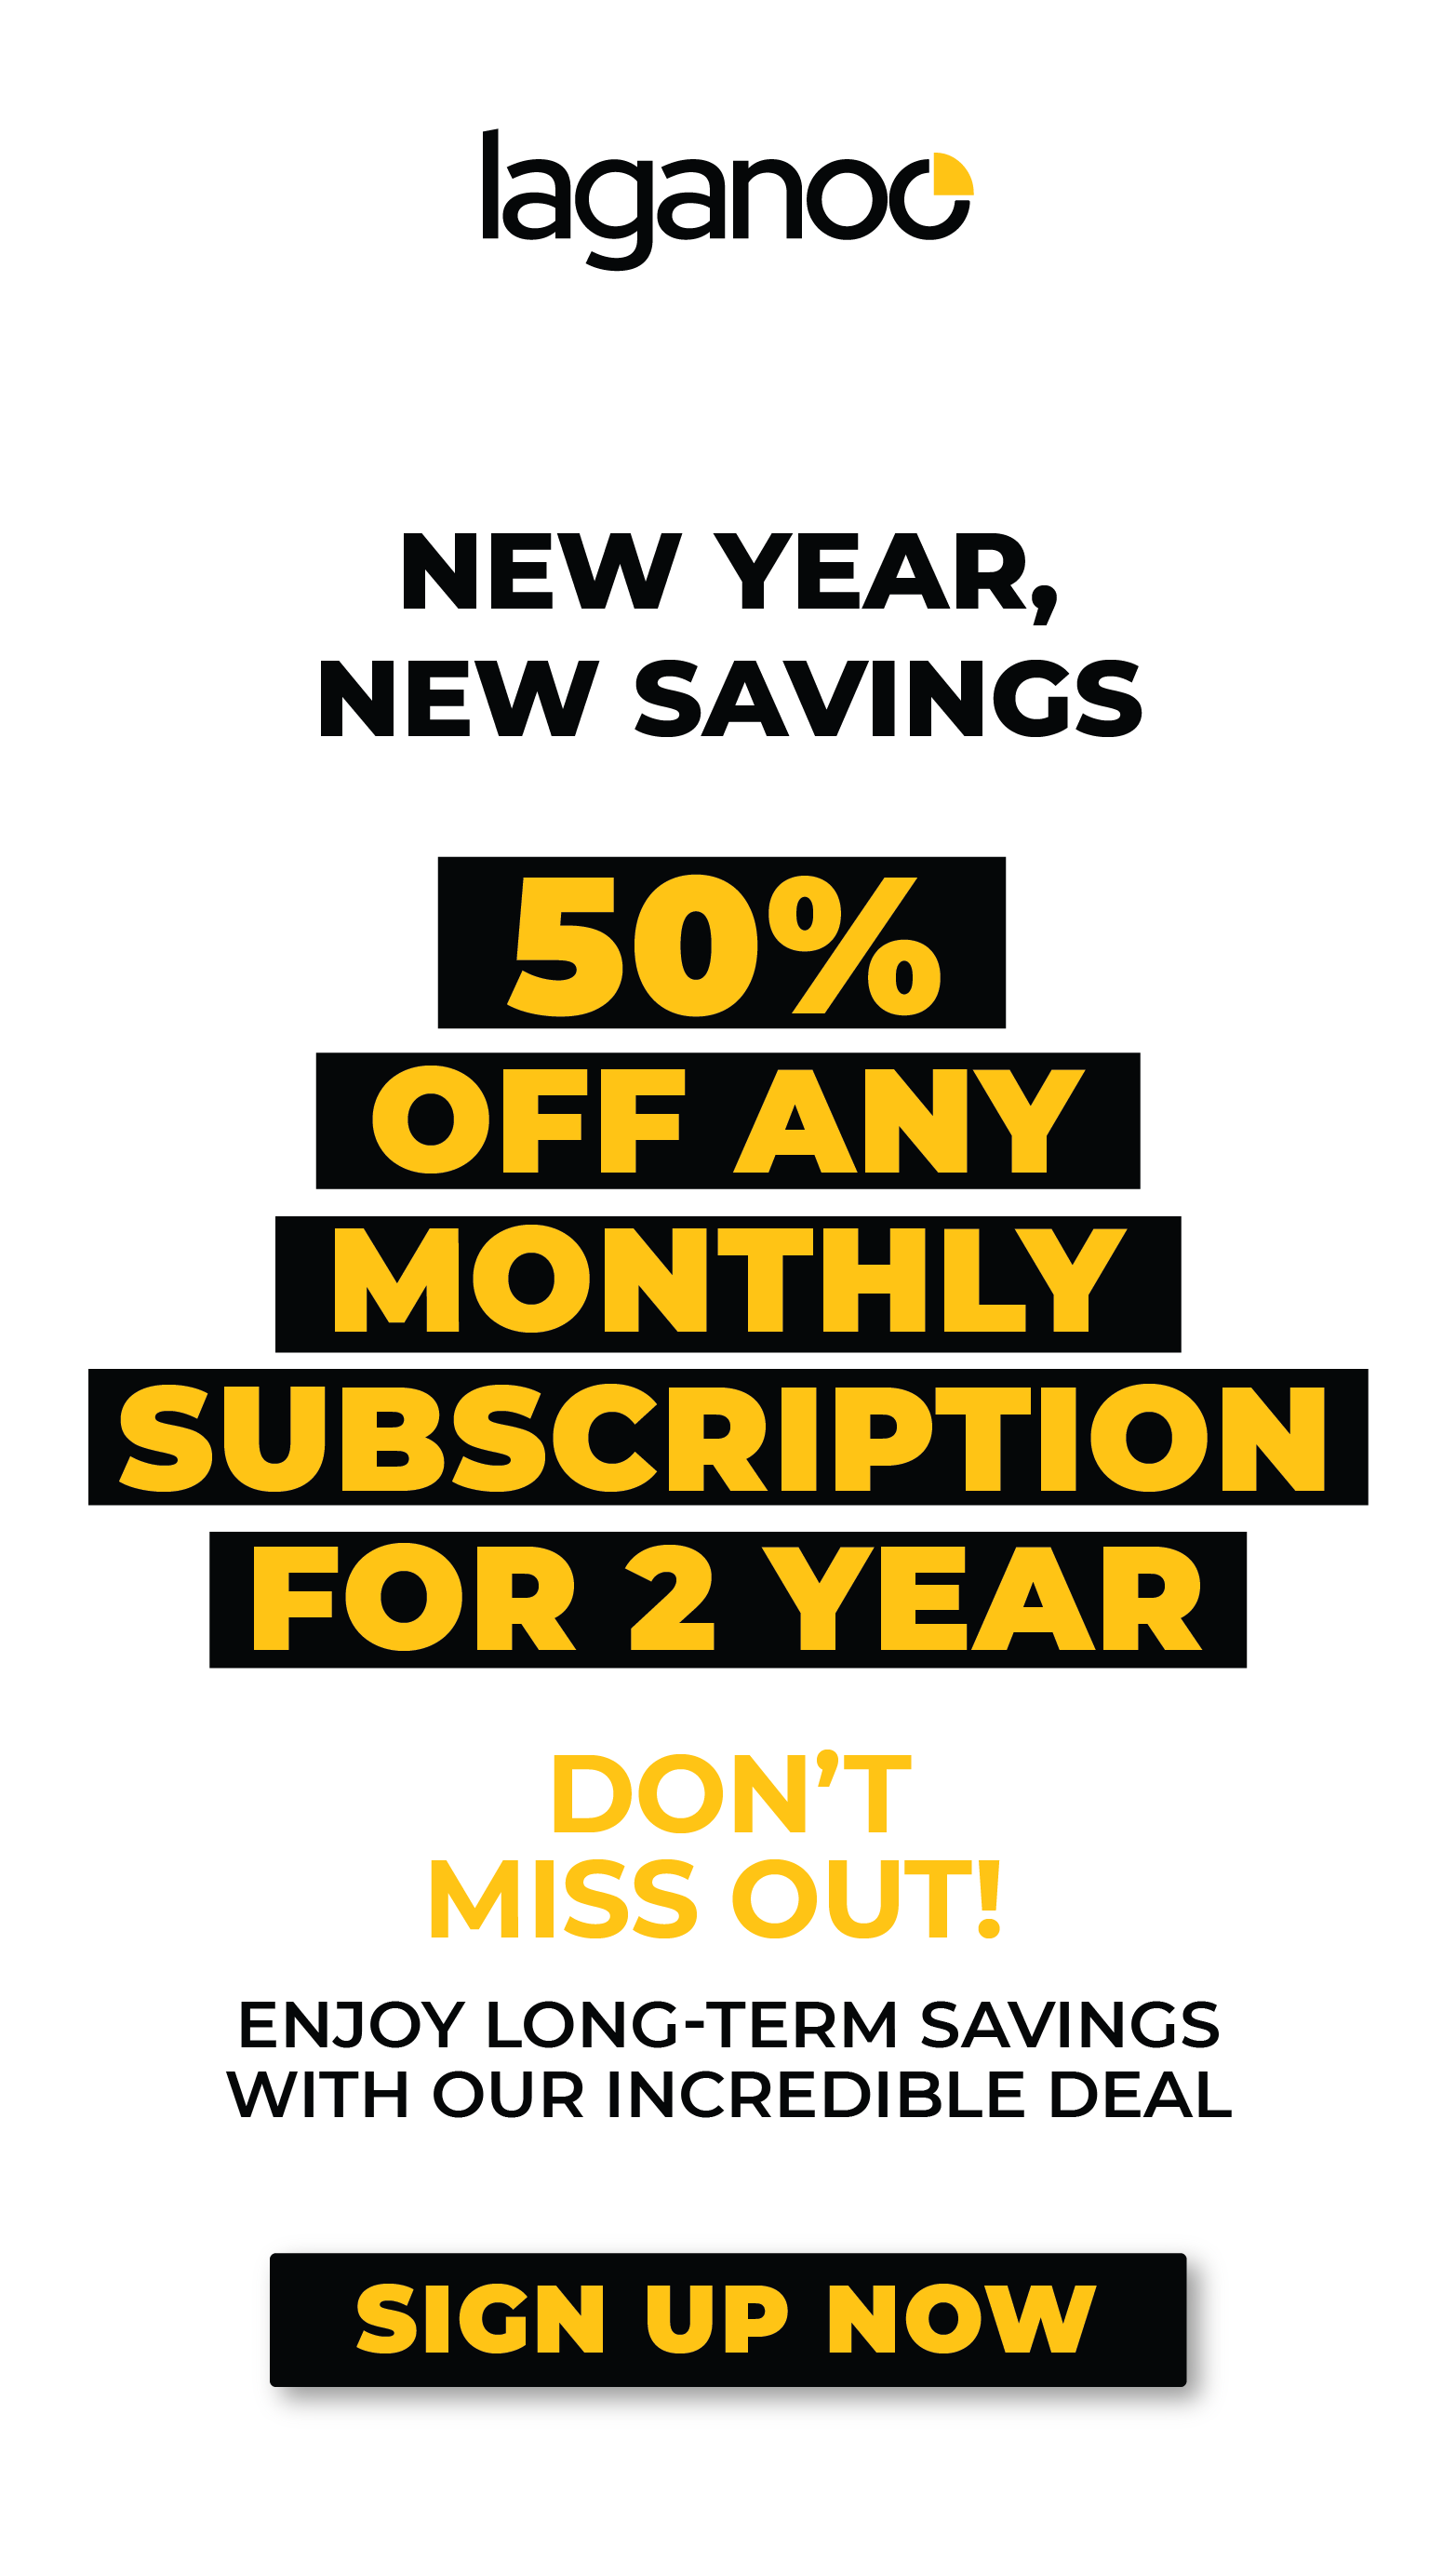 laganoo
NEW YEAR,
NEW SAVINGS
50%
OFF ANY
MONTHLY
SUBSCRIPTION
FOR 2 YEAR
DON’T
MISS OUT!
ENJOY LONG-TERM SAVINGS
WITH OUR INCREDIBLE DEAL
SIGN UP NOW